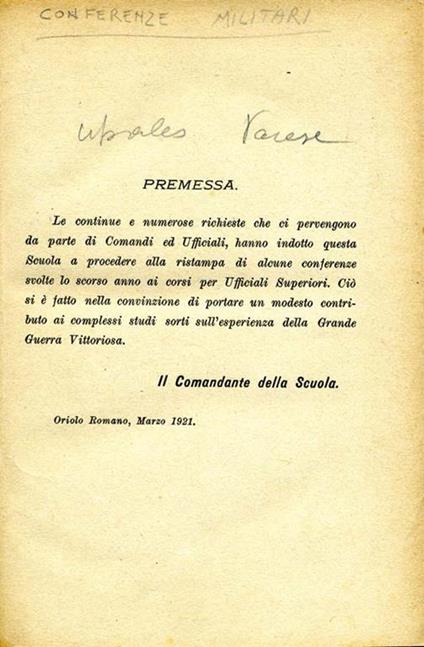 CONFERENZE MILITARI
Varese
PREMESSA.
Le continue e numerose richieste che ci pervengono
da parte di Comandi ed Ufficiali, hanno indotto questa
Scuola a procedere alla ristampa di alcune conferenze
svolte lo scorso anno ai corsi per Ufficiali Superiori. Ciò
si è fatto nella convinzione di portare un modesto contri-
buto ai complessi studi sorti sull'esperienza della Grande
Guerra Vittoriosa.
Il Comandante della Scuola.
Oriolo Romano, Marzo 1921.